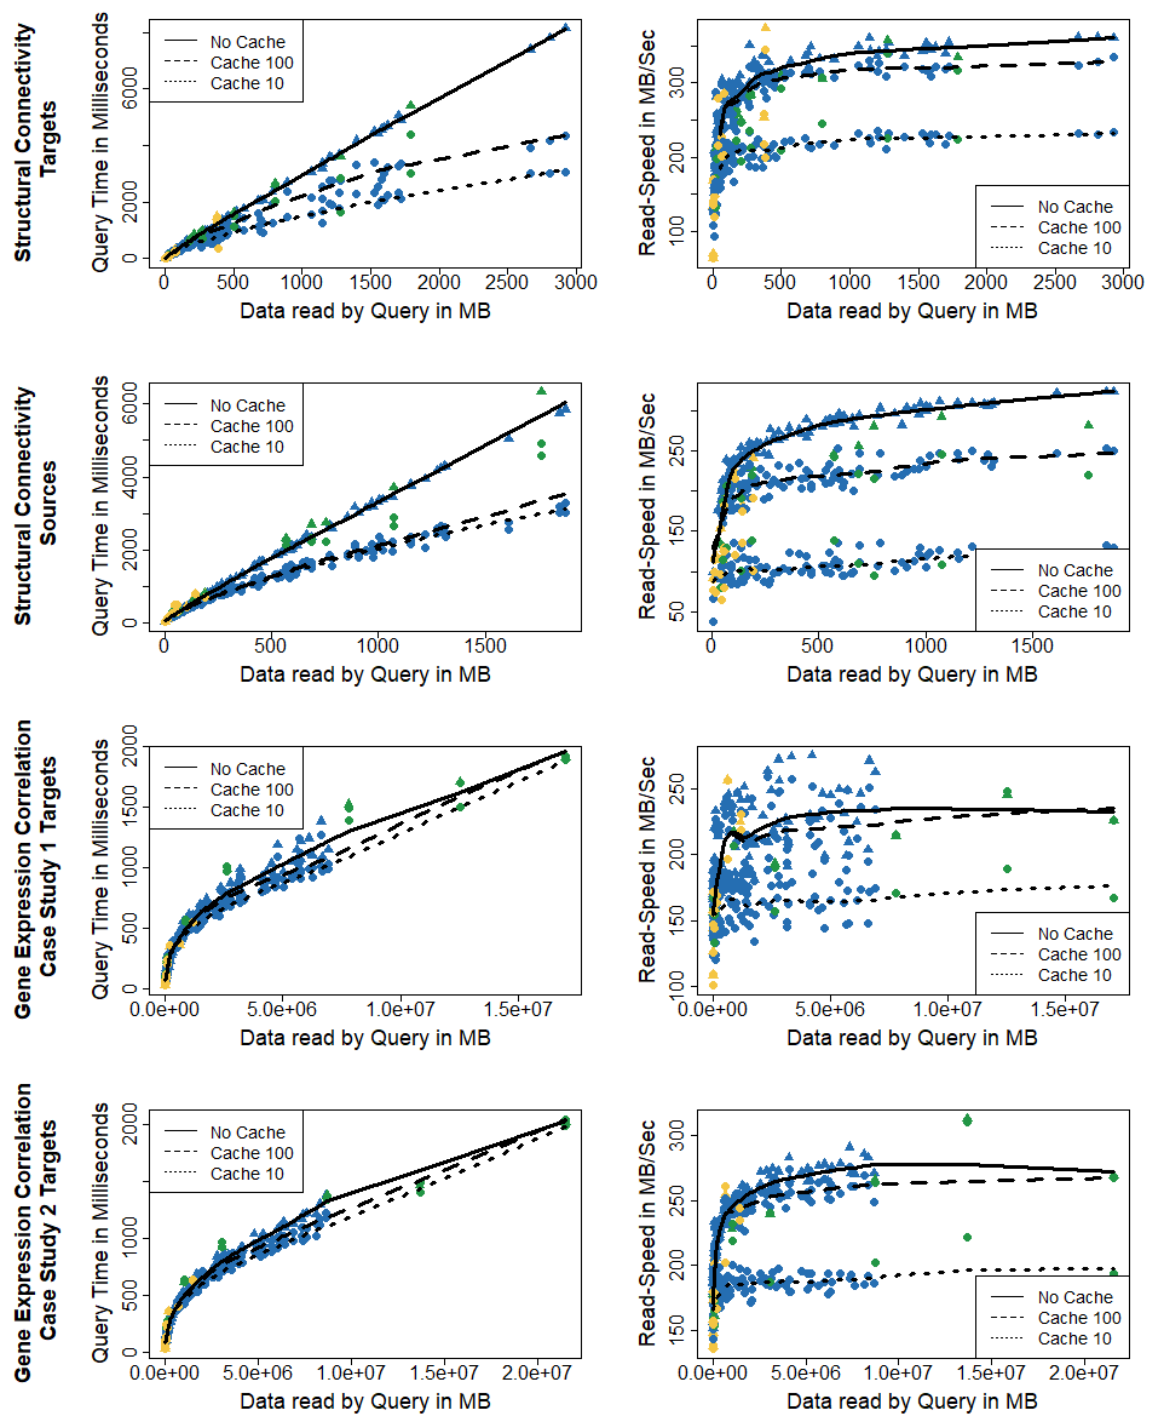 Structural Connectivity
Targets
Query Time in Milliseconds
0
2000
6000
No Cache
Cache 100
Cache 10
0
500
1000
1500
2000
2500
3000
Data read by Query in MB
Read-Speed in MB/Sec
100
200
300
No Cache
Cache 100
Cache 10
0
500
1000
1500
2000
2500
3000
Data read by Query in MB
Structural Connectivity
Sources
Query Time in Milliseconds
0
2000
4000
6000
No Cache
Cache 100
Cache 10
0
500
1000
1500
Data read by Query in MB
Read-Speed in MB/Sec
50
150
250
No Cache
Cache 100
Cache 10
0
500
1000
1500
Data read by Query in MB
Gene Expression Correlation
Case Study 1 Targets
Query Time in Milliseconds
0
500
1000
1500
2000
No Cache
Cache 100
Cache 10
0.0e+00
5.0e+06
1.0e+07
1.5e+07
Data read by Query in MB
Read-Speed in MB/Sec
100
150
200
250
No Cache
Cache 100
Cache 10
0.0e+00
5.0e+06
1.0e+07
1.5e+07
Data read by Query in MB
Gene Expression Correlation
Case Study 2 Targets
Query Time in Milliseconds
0
500
1000
2000
No Cache
Cache 100
Cache 10
0.0e+00
5.0e+06
1.0e+07
1.5e+07
2.0e+07
Data read by Query in MB
Read-Speed in MB/Sec
150
200
250
300
No Cache
Cache 100
Cache 10
0.0e+00
5.0e+06
1.0e+07
1.5e+07
2.0e+07
Data read by Query in MB